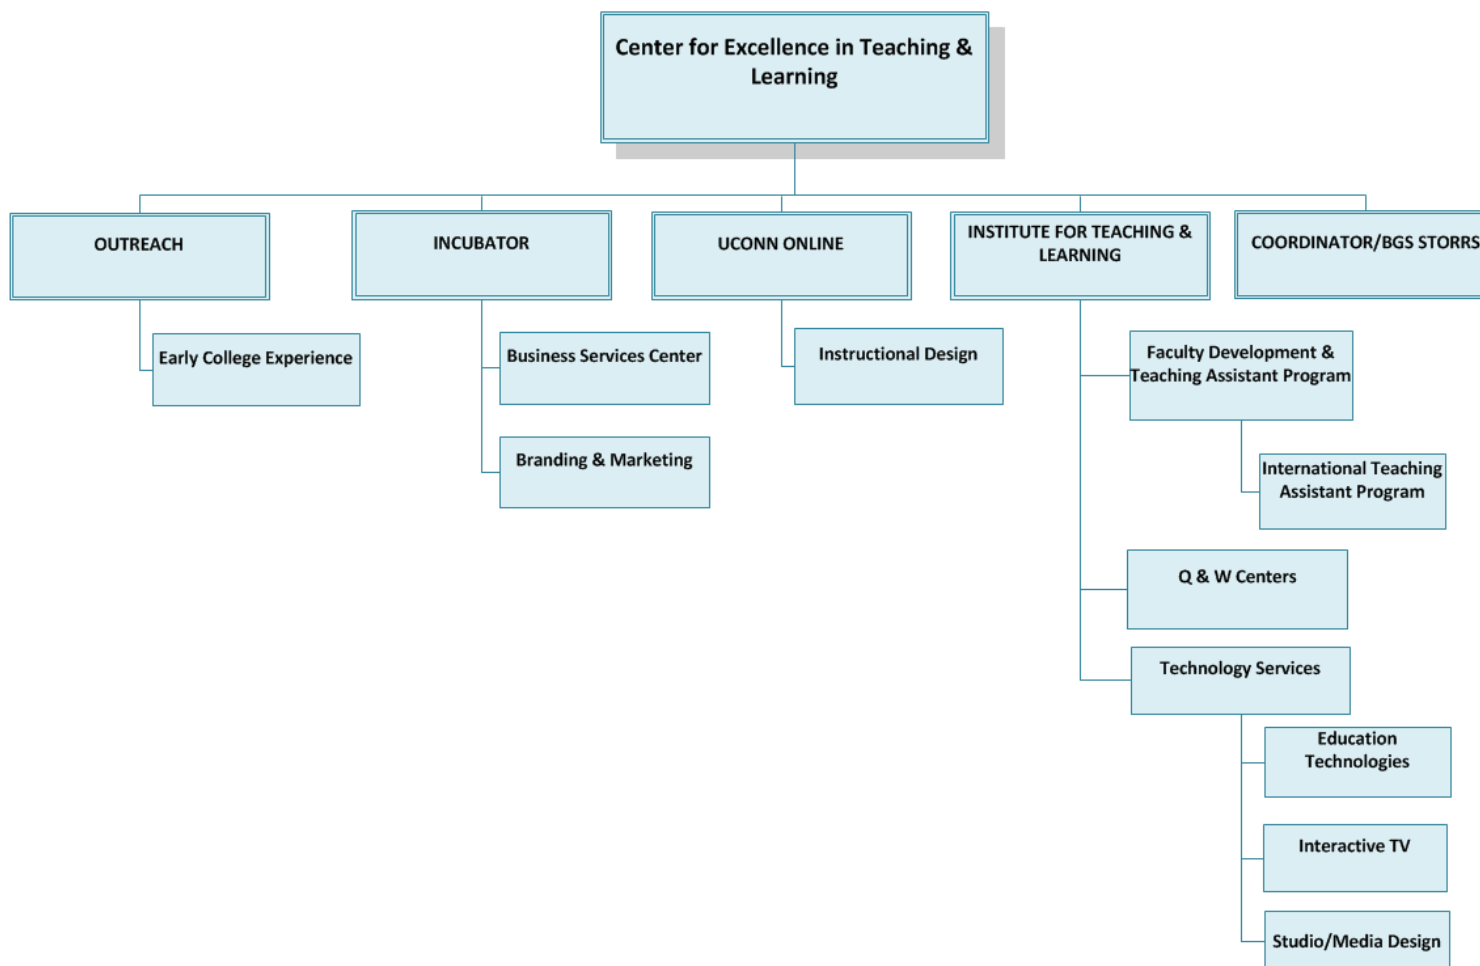 Center for Excellence in Teaching &
Learning
OUTREACH
INCUBATOR
UCONN ONLINE
INSTITUTE FOR TEACHING &
LEARNING
COORDINATOR/BGS STORRS
Early College Experience
Business Services Center
Branding & Marketing
Instructional Design
Faculty Development &
Teaching Assistant Program
International Teaching
Assistant Program
Q & W Centers
Technology Services
Education
Technologies
Interactive TV
Studio/Media Design